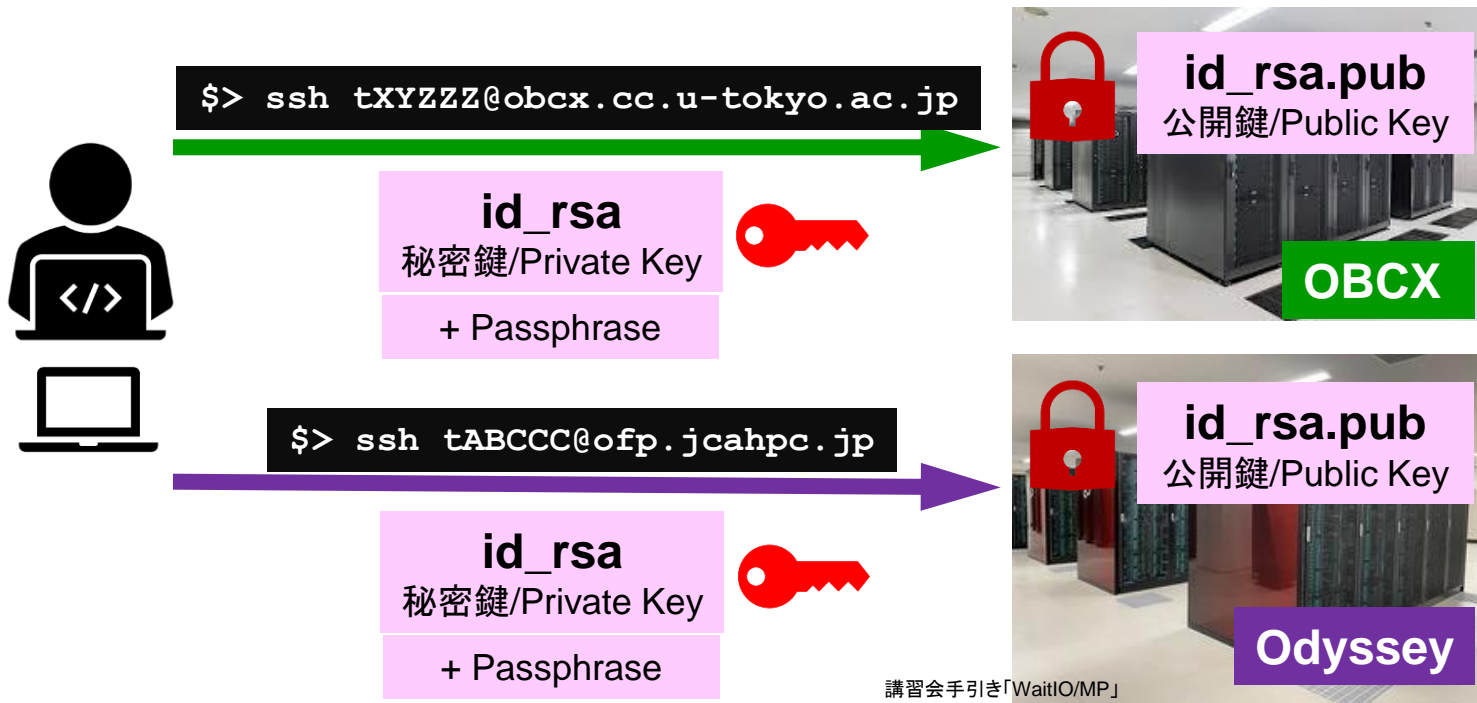 $> ssh tXYZZZ@obcx.cc.u-tokyo.ac.jp
id_rsa.pub
公開鍵/Public Key
id_rsa
秘密鍵/Private Key
+ Passphrase
</>
OBCX
$> ssh tABCCC@ofp.jcahpc.jp
id_rsa.pub
公開鍵/Public Key
id_rsa
秘密鍵/Private Key
+ Passphrase
Odyssey
講習会手引き「WaitIO/MP」